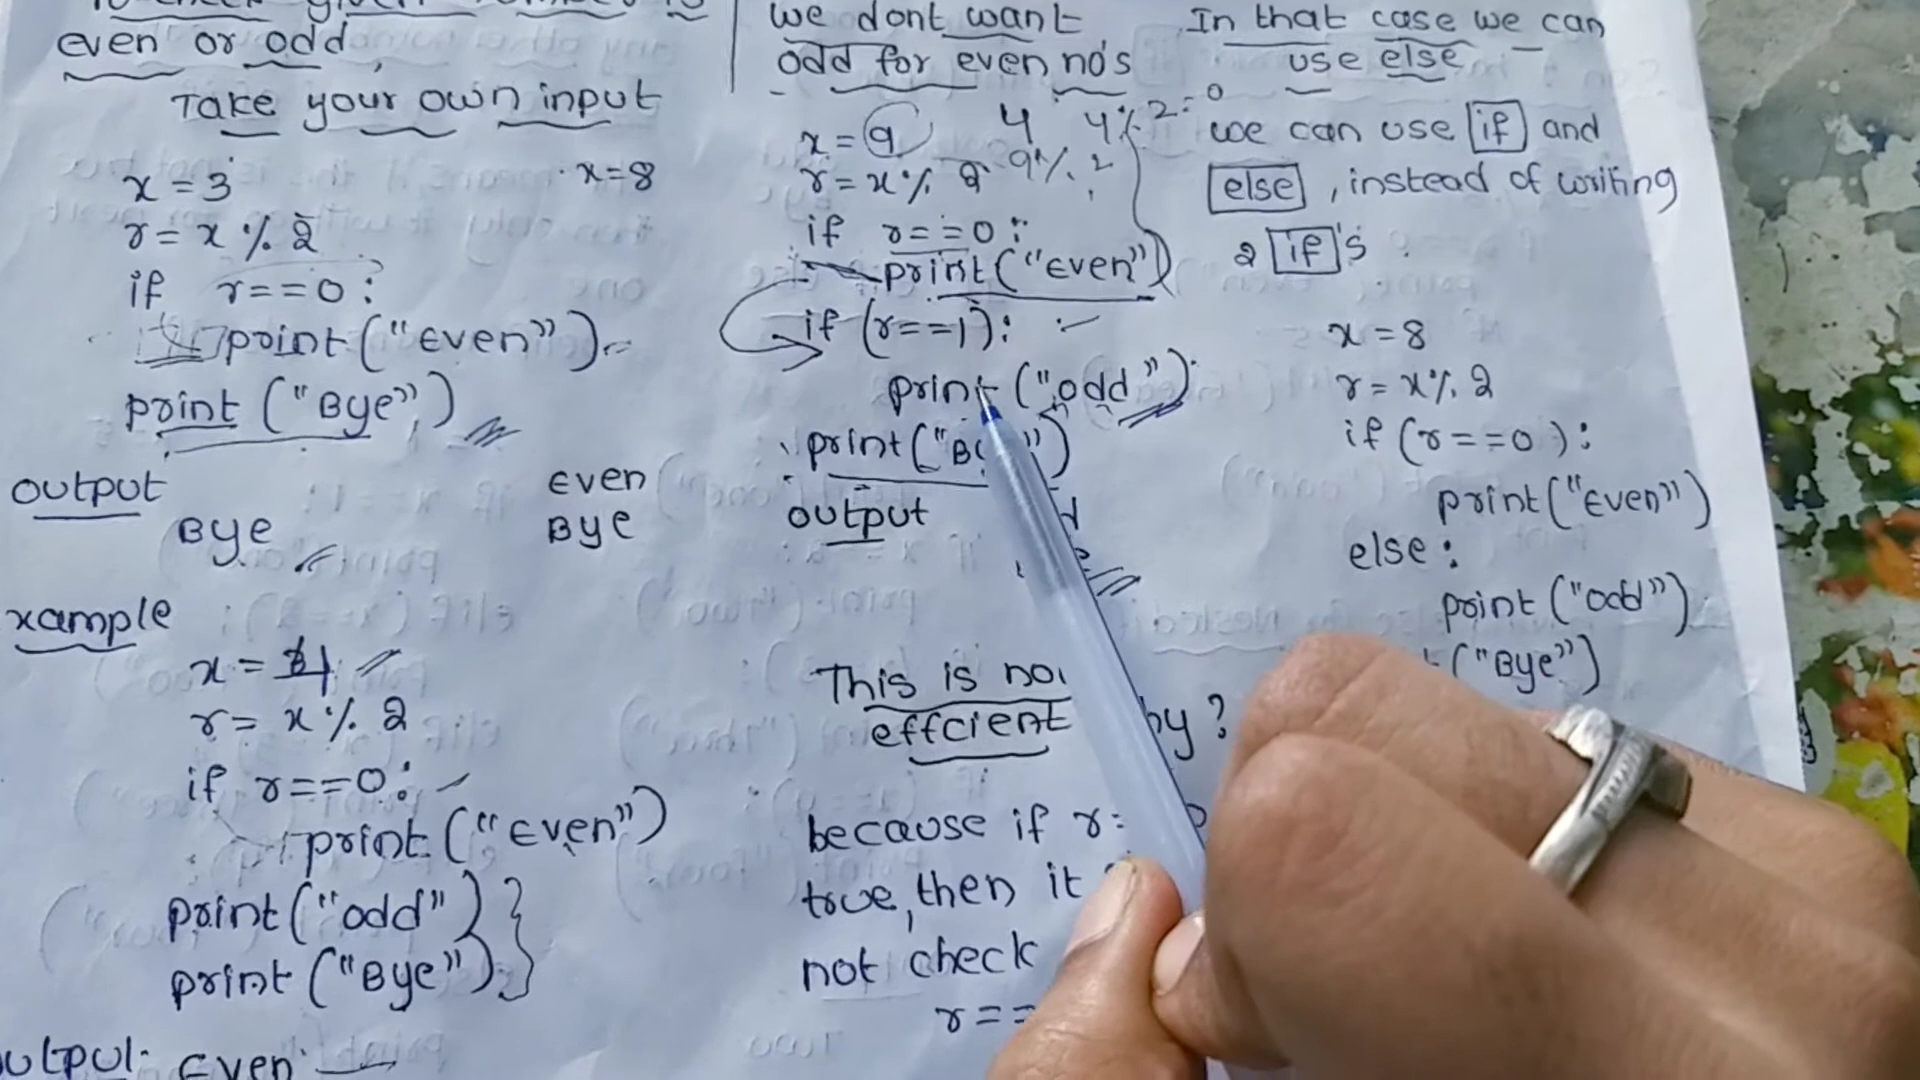 even or odd,
Take your own input
x = 3
x=8
r = x % 2
if r==0 :
print("Even")
print ("Bye")
output
Bye
Even
Bye
xample
x =
r = x % 2
if r==0:
print("Even")
print("odd")
print("Bye")
Even
we dont want
odd for even no's
x = 9
4
4%2=0
r = x % 2
9% 2
if r==0 :
print("Even")
if (r==1):
print("odd")
output
This is
effcient
because if r=
true, then it
not check
r==
In that case we can
use else
we can use if and
else , instead of writing
2 if's
x = 8
r = x % 2
if (r==0):
print("Even")
else :
print("odd")
("Bye")